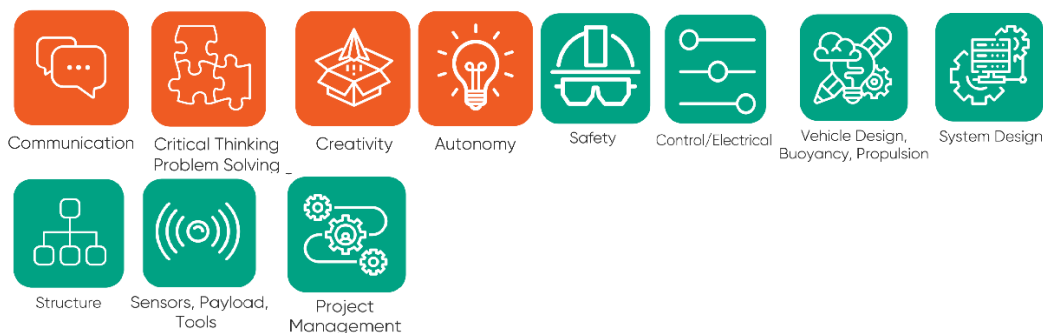 Communication
Critical Thinking
Problem Solving _
Creativity
Autonomy
Safety
Control/Electrical
Vehicle Design,
Buoyancy, Propulsion
System Design
Structure
Sensors, Payload,
Tools
Project
Management